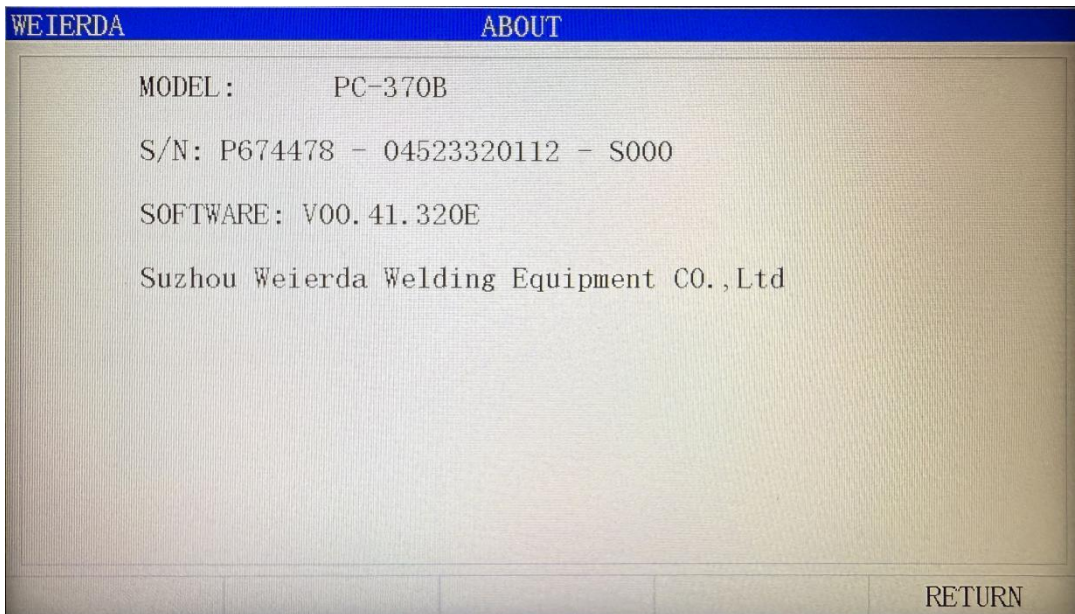 WEIERDA ABOUT
MODEL: PC-370B
S/N: P674478 - 04523320112 - S000
SOFTWARE: V00.41.320E
Suzhou Weierda Welding Equipment CO.,Ltd
RETURN